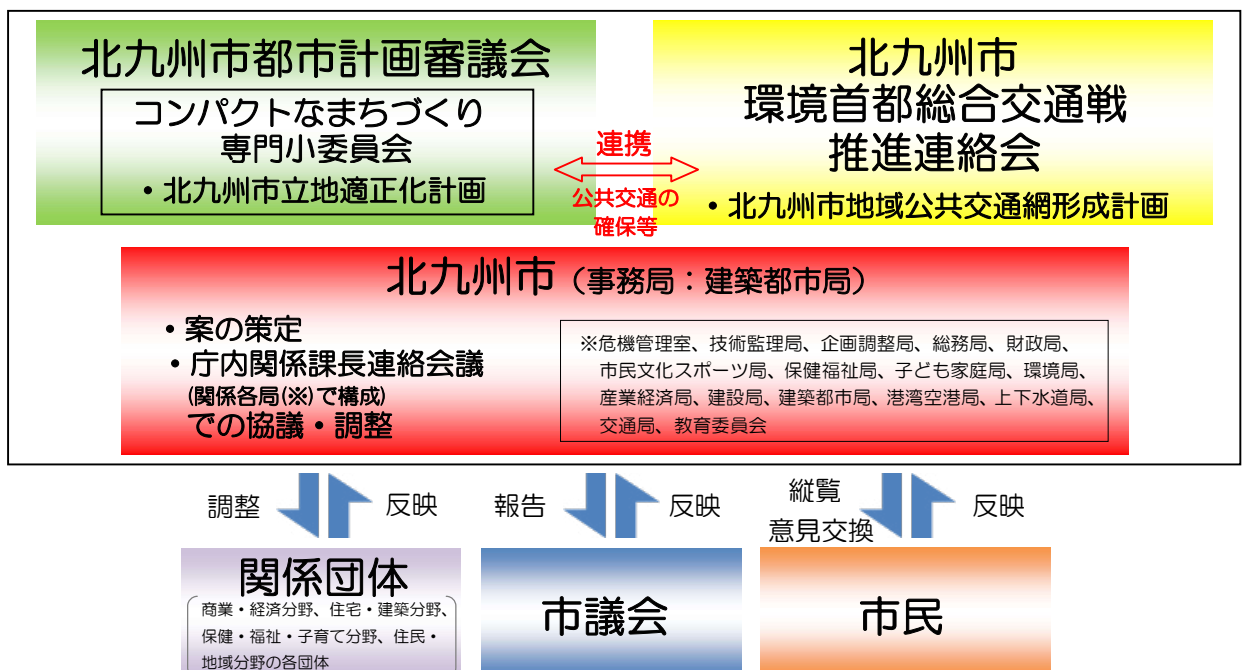 北九州市都市計画審議会
コンパクトなまちづくり
専門小委員会
・北九州市立地適正化計画
連携
公共交通の
確保等
北九州市
環境首都総合交通戦
推進連絡会
・北九州市地域公共交通網形成計画
北九州市（事務局：建築都市局）
・案の策定
・庁内関係課長連絡会議
(関係各局(※)で構成)
での協議・調整
※危機管理室、技術監理局、企画調整局、総務局、財政局、
市民文化スポーツ局、保健福祉局、子ども家庭局、環境局、
産業経済局、建設局、建築都市局、港湾空港局、上下水道局、
交通局、教育委員会
調整
反映
報告
反映
縦覧
意見交換
反映
関係団体
商業・経済分野、住宅・建築分野、
保健・福祉・子育て分野、住民・
地域分野の各団体
市議会
市民